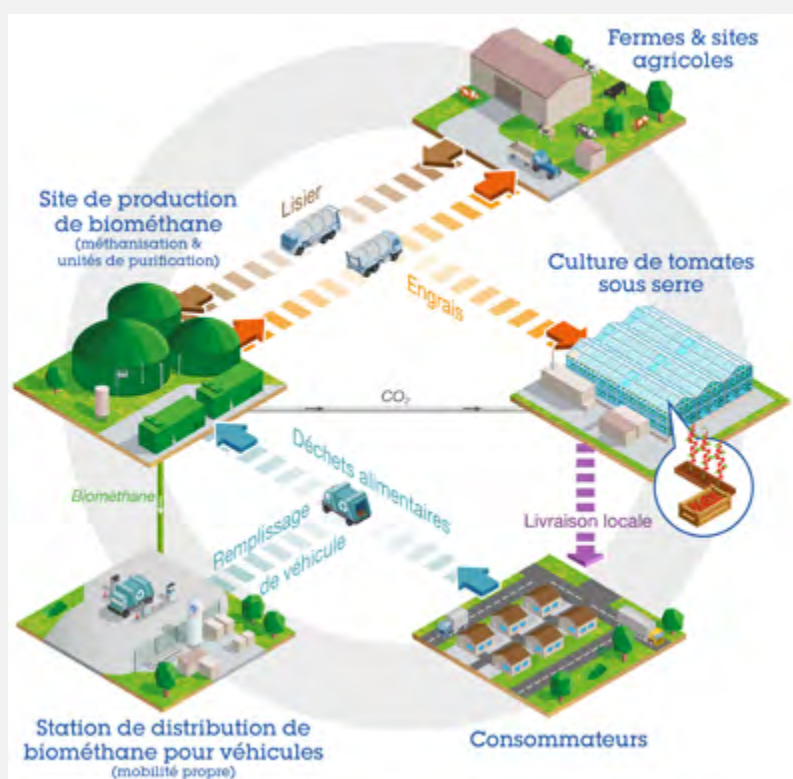 Fermes & sites
agricoles
Site de production
de biométhane
(méthanisation &
unités de purification)
Lisier
Engrais
Culture de tomates
sous serre
CO₂
Biométhane
Déchets alimentaires
Remplissage
de véhicule
Livraison locale
Station de distribution de
biométhane pour véhicules
(mobilité propre)
Consommateurs